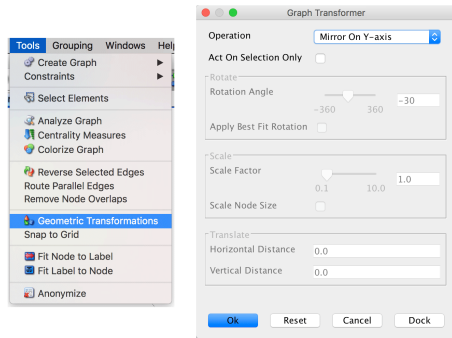 Tools Grouping Windows Help
Create Graph
Constraints
Select Elements
Analyze Graph
Centrality Measures
Colorize Graph
Reverse Selected Edges
Route Parallel Edges
Remove Node Overlaps
Geometric Transformations
Snap to Grid
Fit Node to Label
Fit Label to Node
Anonymize
Graph Transformer
Operation Mirror On Y-axis
Act On Selection Only
Rotate
Rotation Angle
-30
-360 360
Apply Best Fit Rotation
Scale
Scale Factor
1.0
0.1 10.0
Scale Node Size
Translate
Horizontal Distance 0.0
Vertical Distance 0.0
Ok Reset Cancel Dock